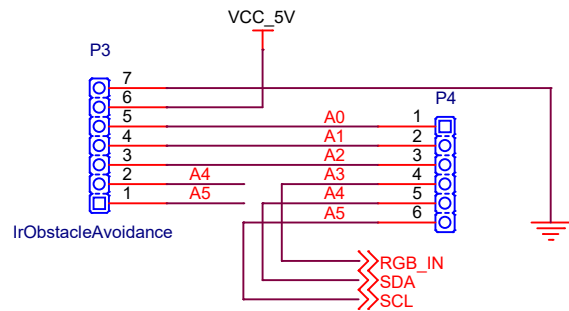 VCC_5V
P3
P4
7
6
5 A0 1
4 A1 2
3 A2 3
2 A4 A3 4
1 A5 A4 5
A5 6
IrObstacleAvoidance
RGB_IN
SDA
SCL